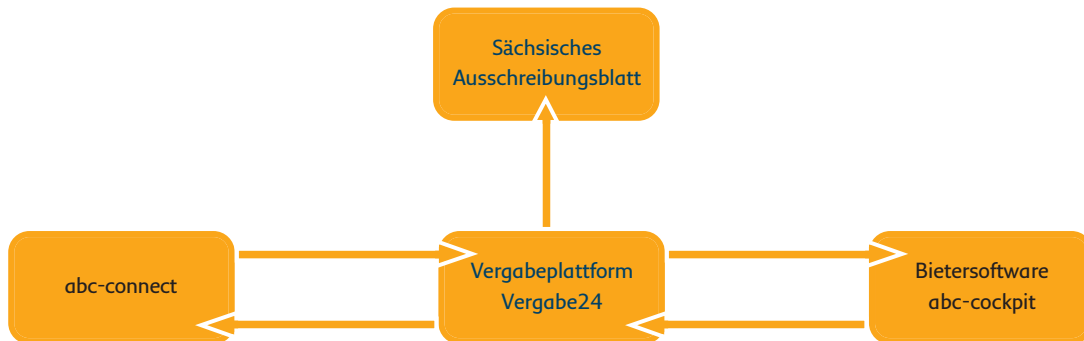 Sächsisches
Ausschreibungsblatt
abc-connect
Vergabeplattform
Vergabe24
Bietersoftware
abc-cockpit